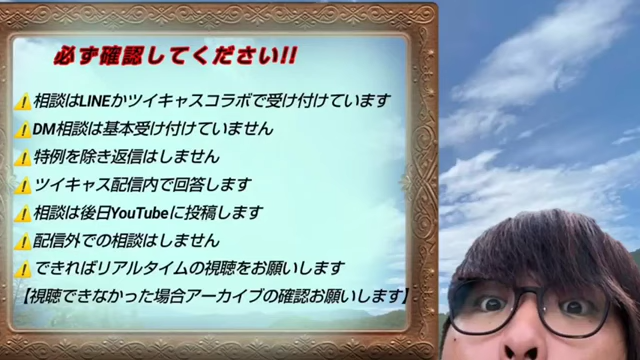 必ず確認してください!!
⚠️相談はLINEかツイキャスコラボで受け付けています
⚠️DM相談は基本受け付けていません
⚠️特例を除き返信はしません
⚠️ツイキャス配信内で回答します
⚠️相談は後日YouTubeに投稿します
⚠️配信外での相談はしません
⚠️できればリアルタイムの視聴をお願いします
【視聴できなかった場合アーカイブの確認お願いします】